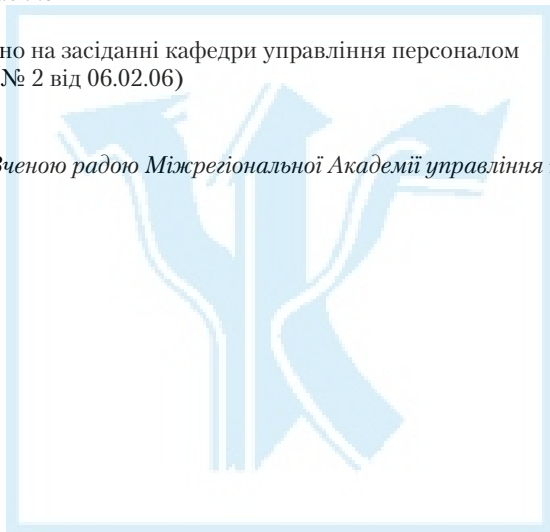 но на засіданні кафедри управління персоналом
№ 2 від 06.02.06)
Вченою радою Міжрегіональної Академії управління